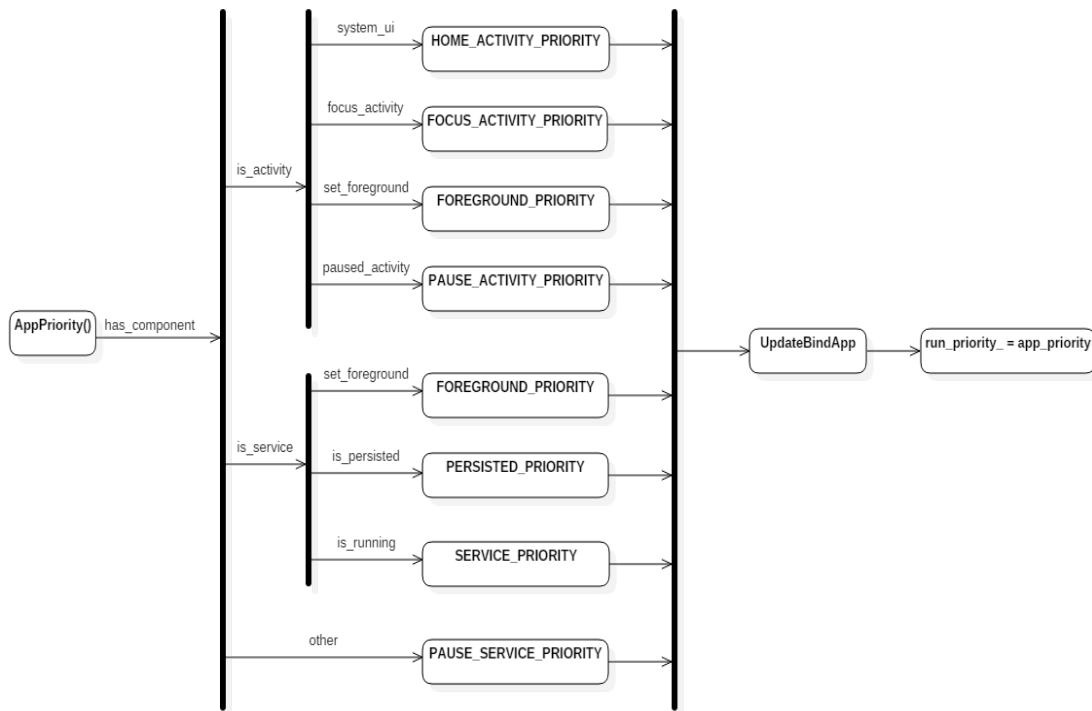 system_ui
HOME_ACTIVITY_PRIORITY
focus_activity
FOCUS_ACTIVITY_PRIORITY
is_activity
set_foreground
FOREGROUND_PRIORITY
paused_activity
PAUSE_ACTIVITY_PRIORITY
AppPriority()
has_component
UpdateBindApp
run_priority_ = app_priority
set_foreground
FOREGROUND_PRIORITY
is_service
is_persisted
PERSISTED_PRIORITY
is_running
SERVICE_PRIORITY
other
PAUSE_SERVICE_PRIORITY